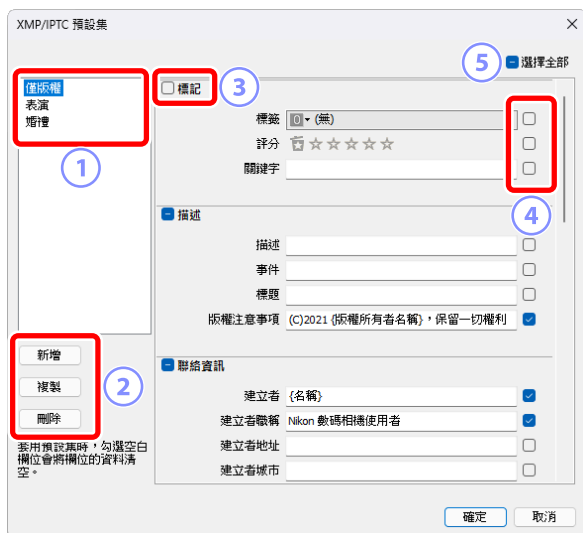 XMP/IPTC 預設集
5
選擇全部
僅版權
表演
婚禮
1
標記
3
標籤 0 (無)
評分
關鍵字
4
描述
描述
事件
標題
版權注意事項 (C)2021 {版權所有者名稱}，保留一切權利
新增
複製
刪除
2
套用預設集時，勾選空白
欄位會將欄位的資料清
空。
聯絡資訊
建立者 {名稱}
建立者職稱 Nikon 數碼相機使用者
建立者地址
建立者城市
確定
取消